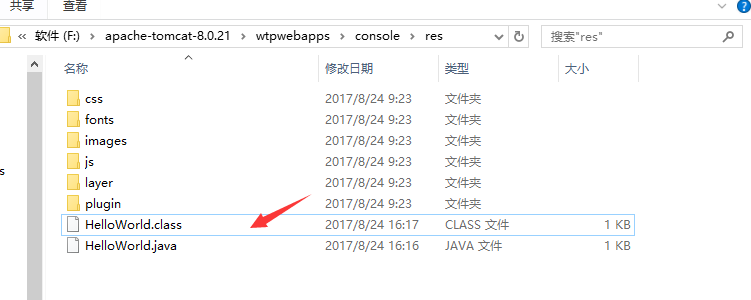 共享 查看
软件 (F:) › apache-tomcat-8.0.21 › wtpwebapps › console › res 搜索"res"
名称 修改日期 类型 大小
css 2017/8/24 9:23 文件夹
fonts 2017/8/24 9:23 文件夹
images 2017/8/24 9:23 文件夹
js 2017/8/24 9:23 文件夹
layer 2017/8/24 9:23 文件夹
plugin 2017/8/24 9:23 文件夹
HelloWorld.class 2017/8/24 16:17 CLASS 文件 1 KB
HelloWorld.java 2017/8/24 16:16 JAVA 文件 1 KB
s